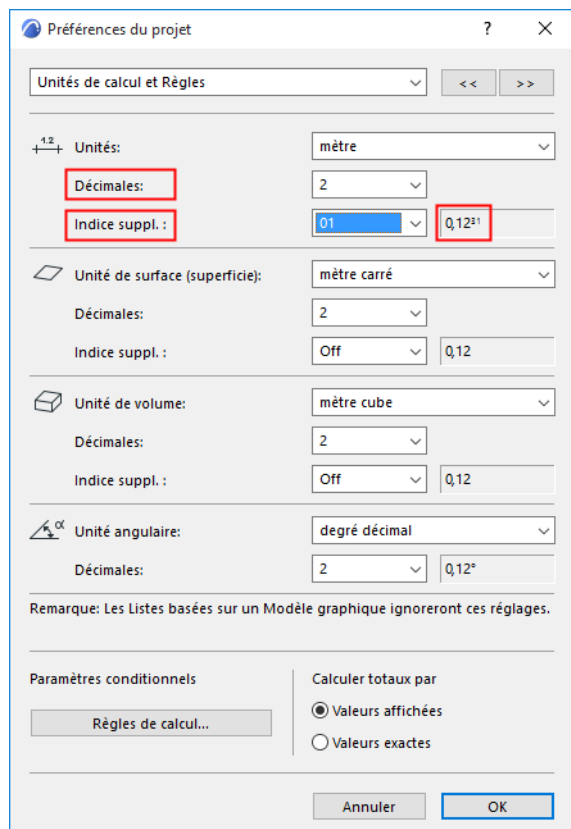 Préférences du projet ? ×
Unités de calcul et Règles << >>
1.2 Unités: mètre
Décimales: 2
Indice suppl. : 01 0,12³¹
Unité de surface (superficie): mètre carré
Décimales: 2
Indice suppl. : Off 0,12
Unité de volume: mètre cube
Décimales: 2
Indice suppl. : Off 0,12
α Unité angulaire: degré décimal
Décimales: 2 0,12°
Remarque: Les Listes basées sur un Modèle graphique ignoreront ces réglages.
Paramètres conditionnels Calculer totaux par
Règles de calcul... Valeurs affichées
Valeurs exactes
Annuler OK